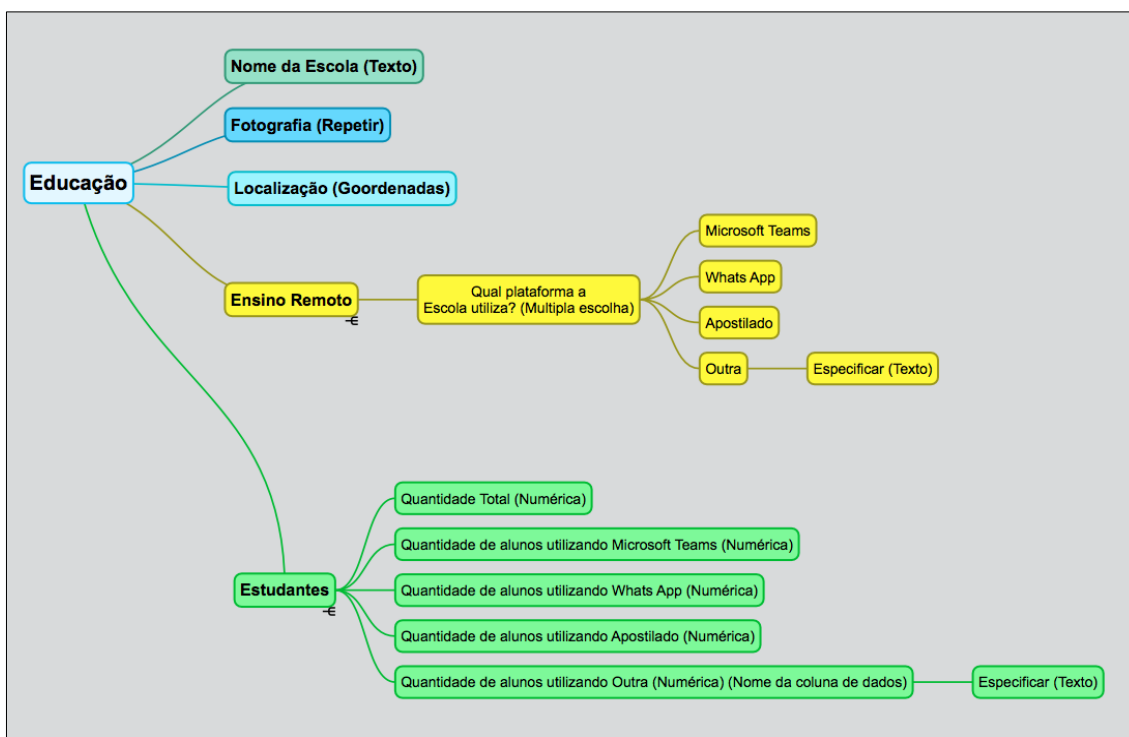 Nome da Escola (Texto)
Fotografia (Repetir)
Educação
Localização (Goordenadas)
Ensino Remoto
Qual plataforma a
Escola utiliza? (Multipla escolha)
Microsoft Teams
Whats App
Apostilado
Outra
Especificar (Texto)
Estudantes
Quantidade Total (Numérica)
Quantidade de alunos utilizando Microsoft Teams (Numérica)
Quantidade de alunos utilizando Whats App (Numérica)
Quantidade de alunos utilizando Apostilado (Numérica)
Quantidade de alunos utilizando Outra (Numérica) (Nome da coluna de dados)
Especificar (Texto)